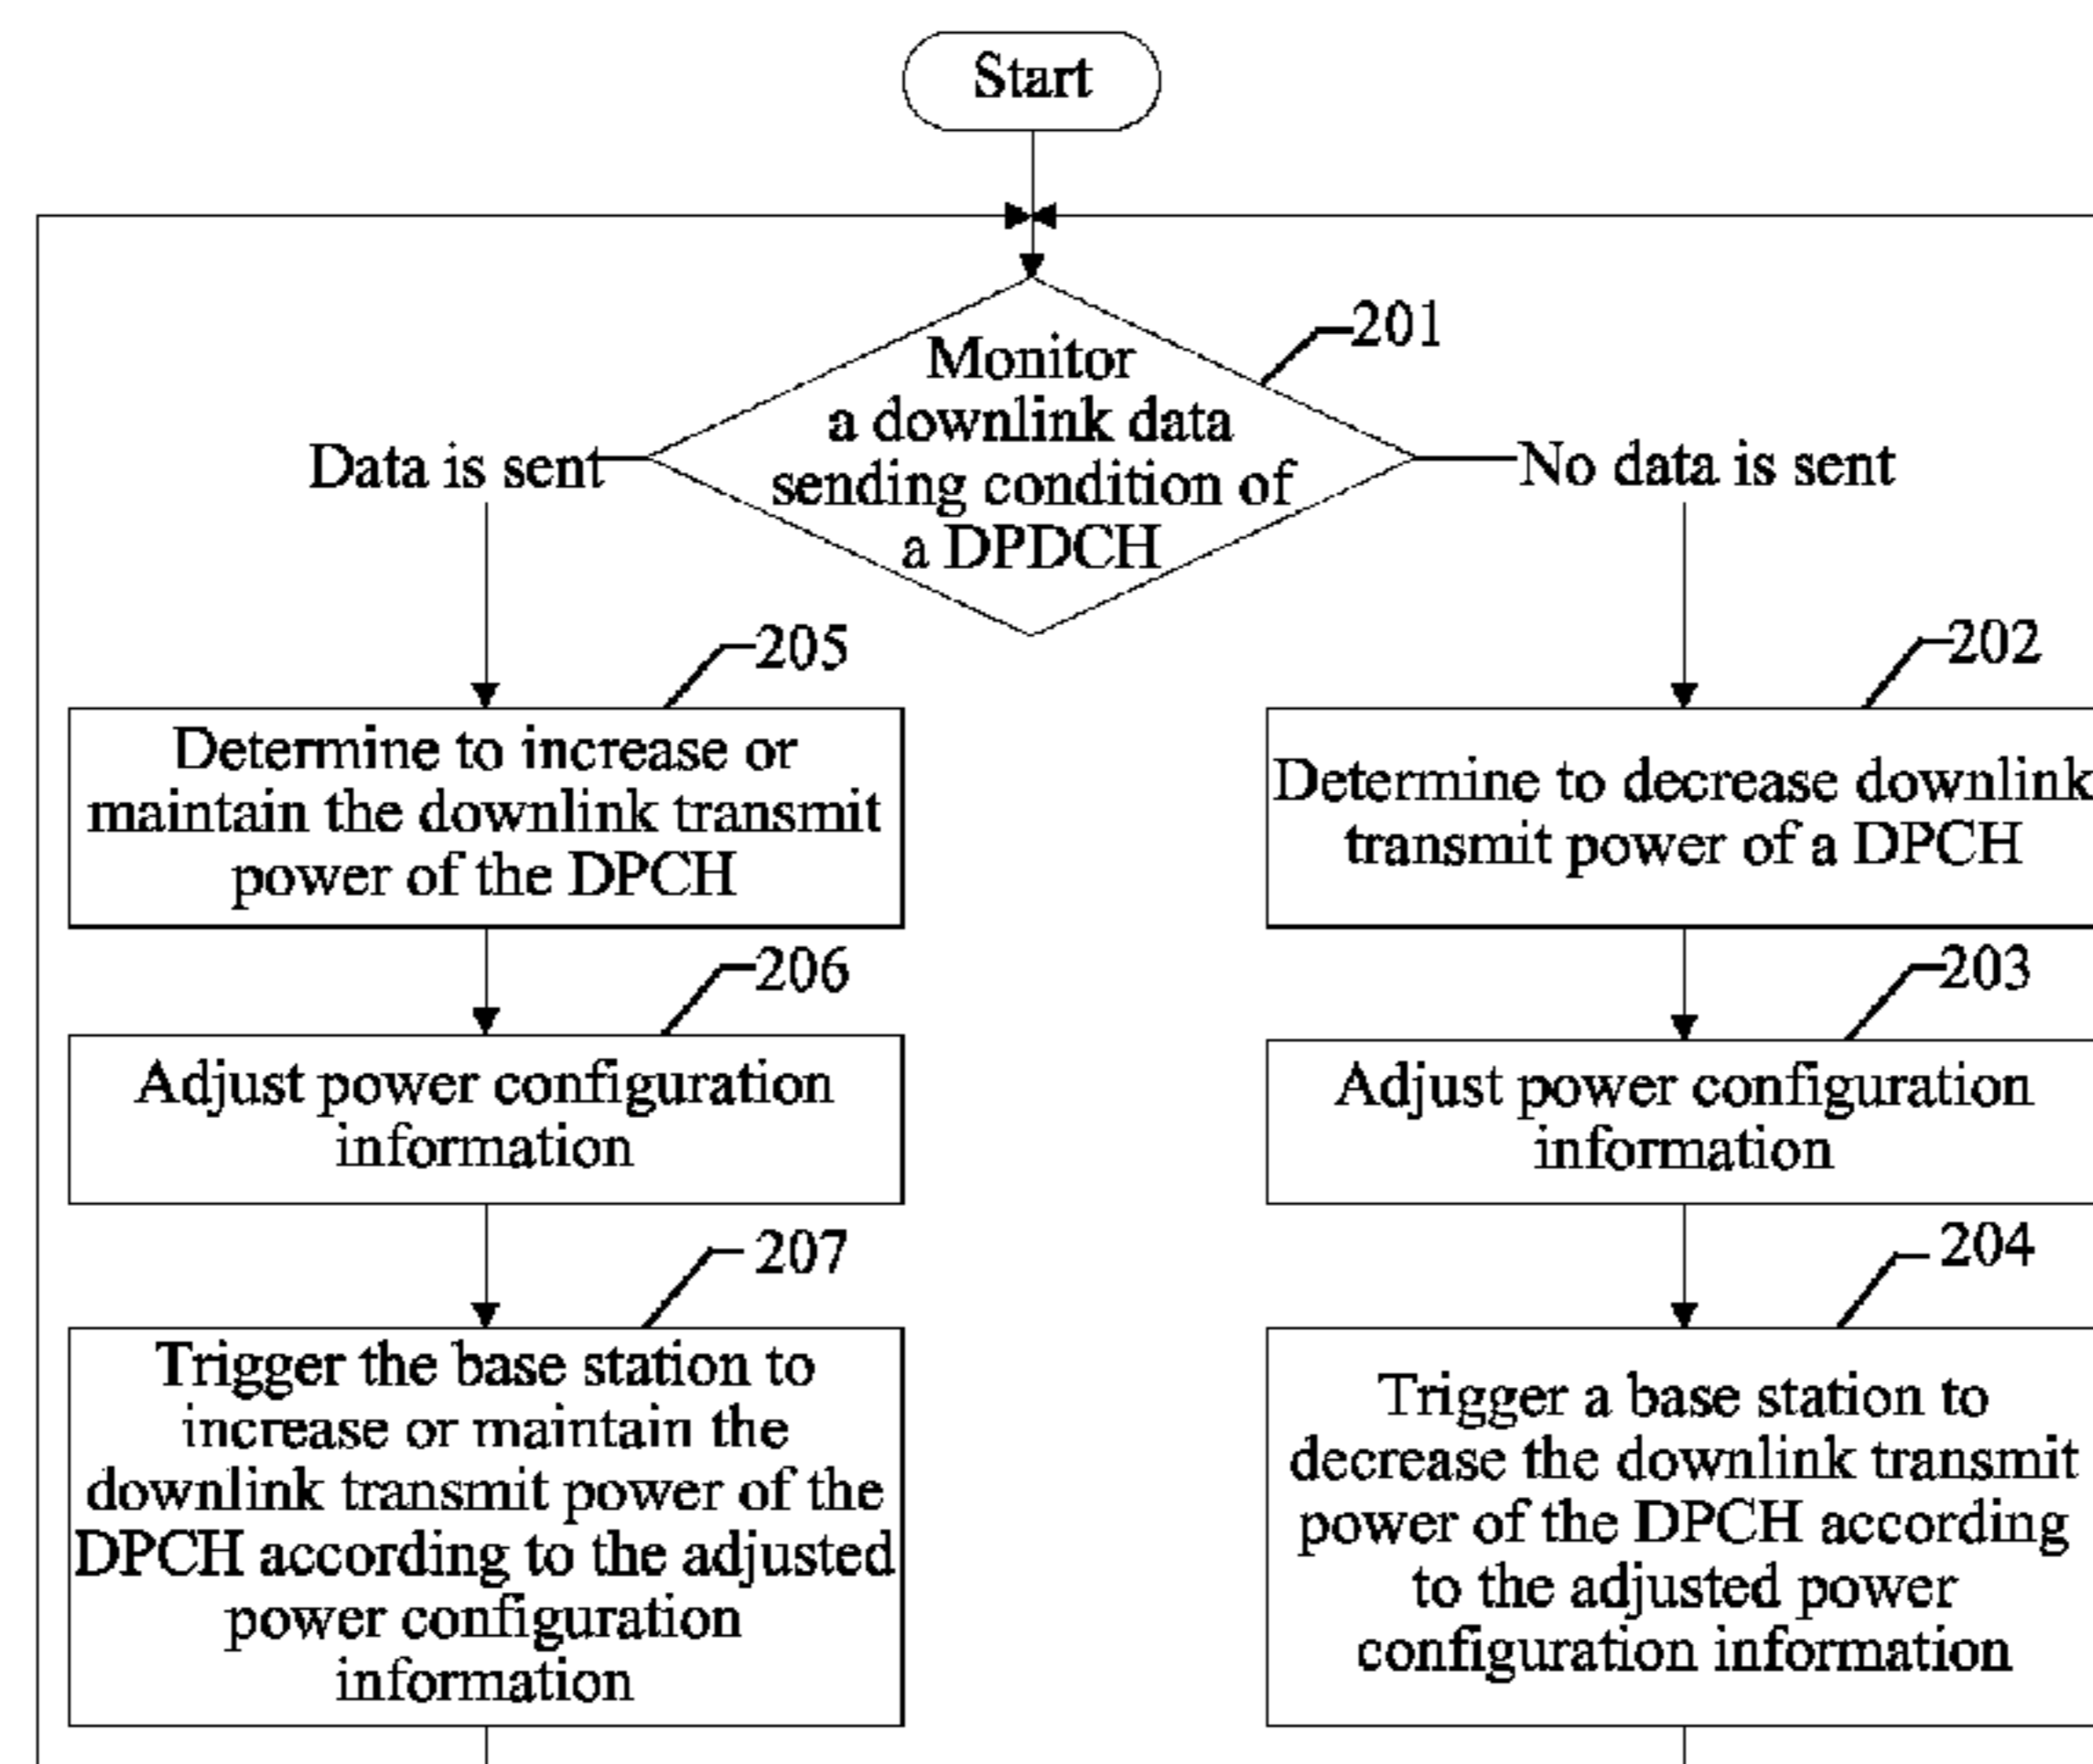 Start
201
Monitor
a downlink data
sending condition of
a DPDCH
Data is sent
No data is sent
205
Determine to increase or
maintain the downlink transmit
power of the DPCH
202
Determine to decrease downlink
transmit power of a DPCH
206
Adjust power configuration
information
203
Adjust power configuration
information
207
Trigger the base station to
increase or maintain the
downlink transmit power of the
DPCH according to the adjusted
power configuration
information
204
Trigger a base station to
decrease the downlink transmit
power of the DPCH according
to the adjusted power
configuration information